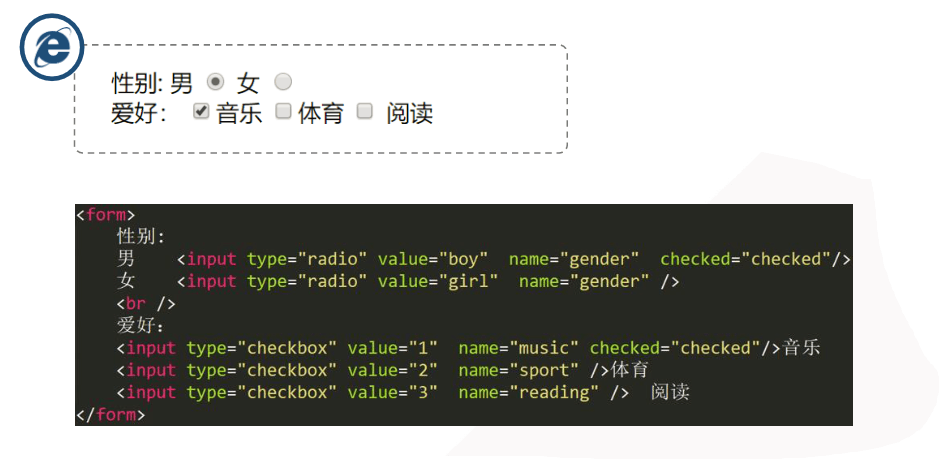 性别: 男 女
爱好： 音乐 体育 阅读
<form>
性别:
男 <input type="radio" value="boy" name="gender" checked="checked"/>
女 <input type="radio" value="girl" name="gender" />
<br />
爱好：
<input type="checkbox" value="1" name="music" checked="checked"/>音乐
<input type="checkbox" value="2" name="sport" />体育
<input type="checkbox" value="3" name="reading" /> 阅读
</form>